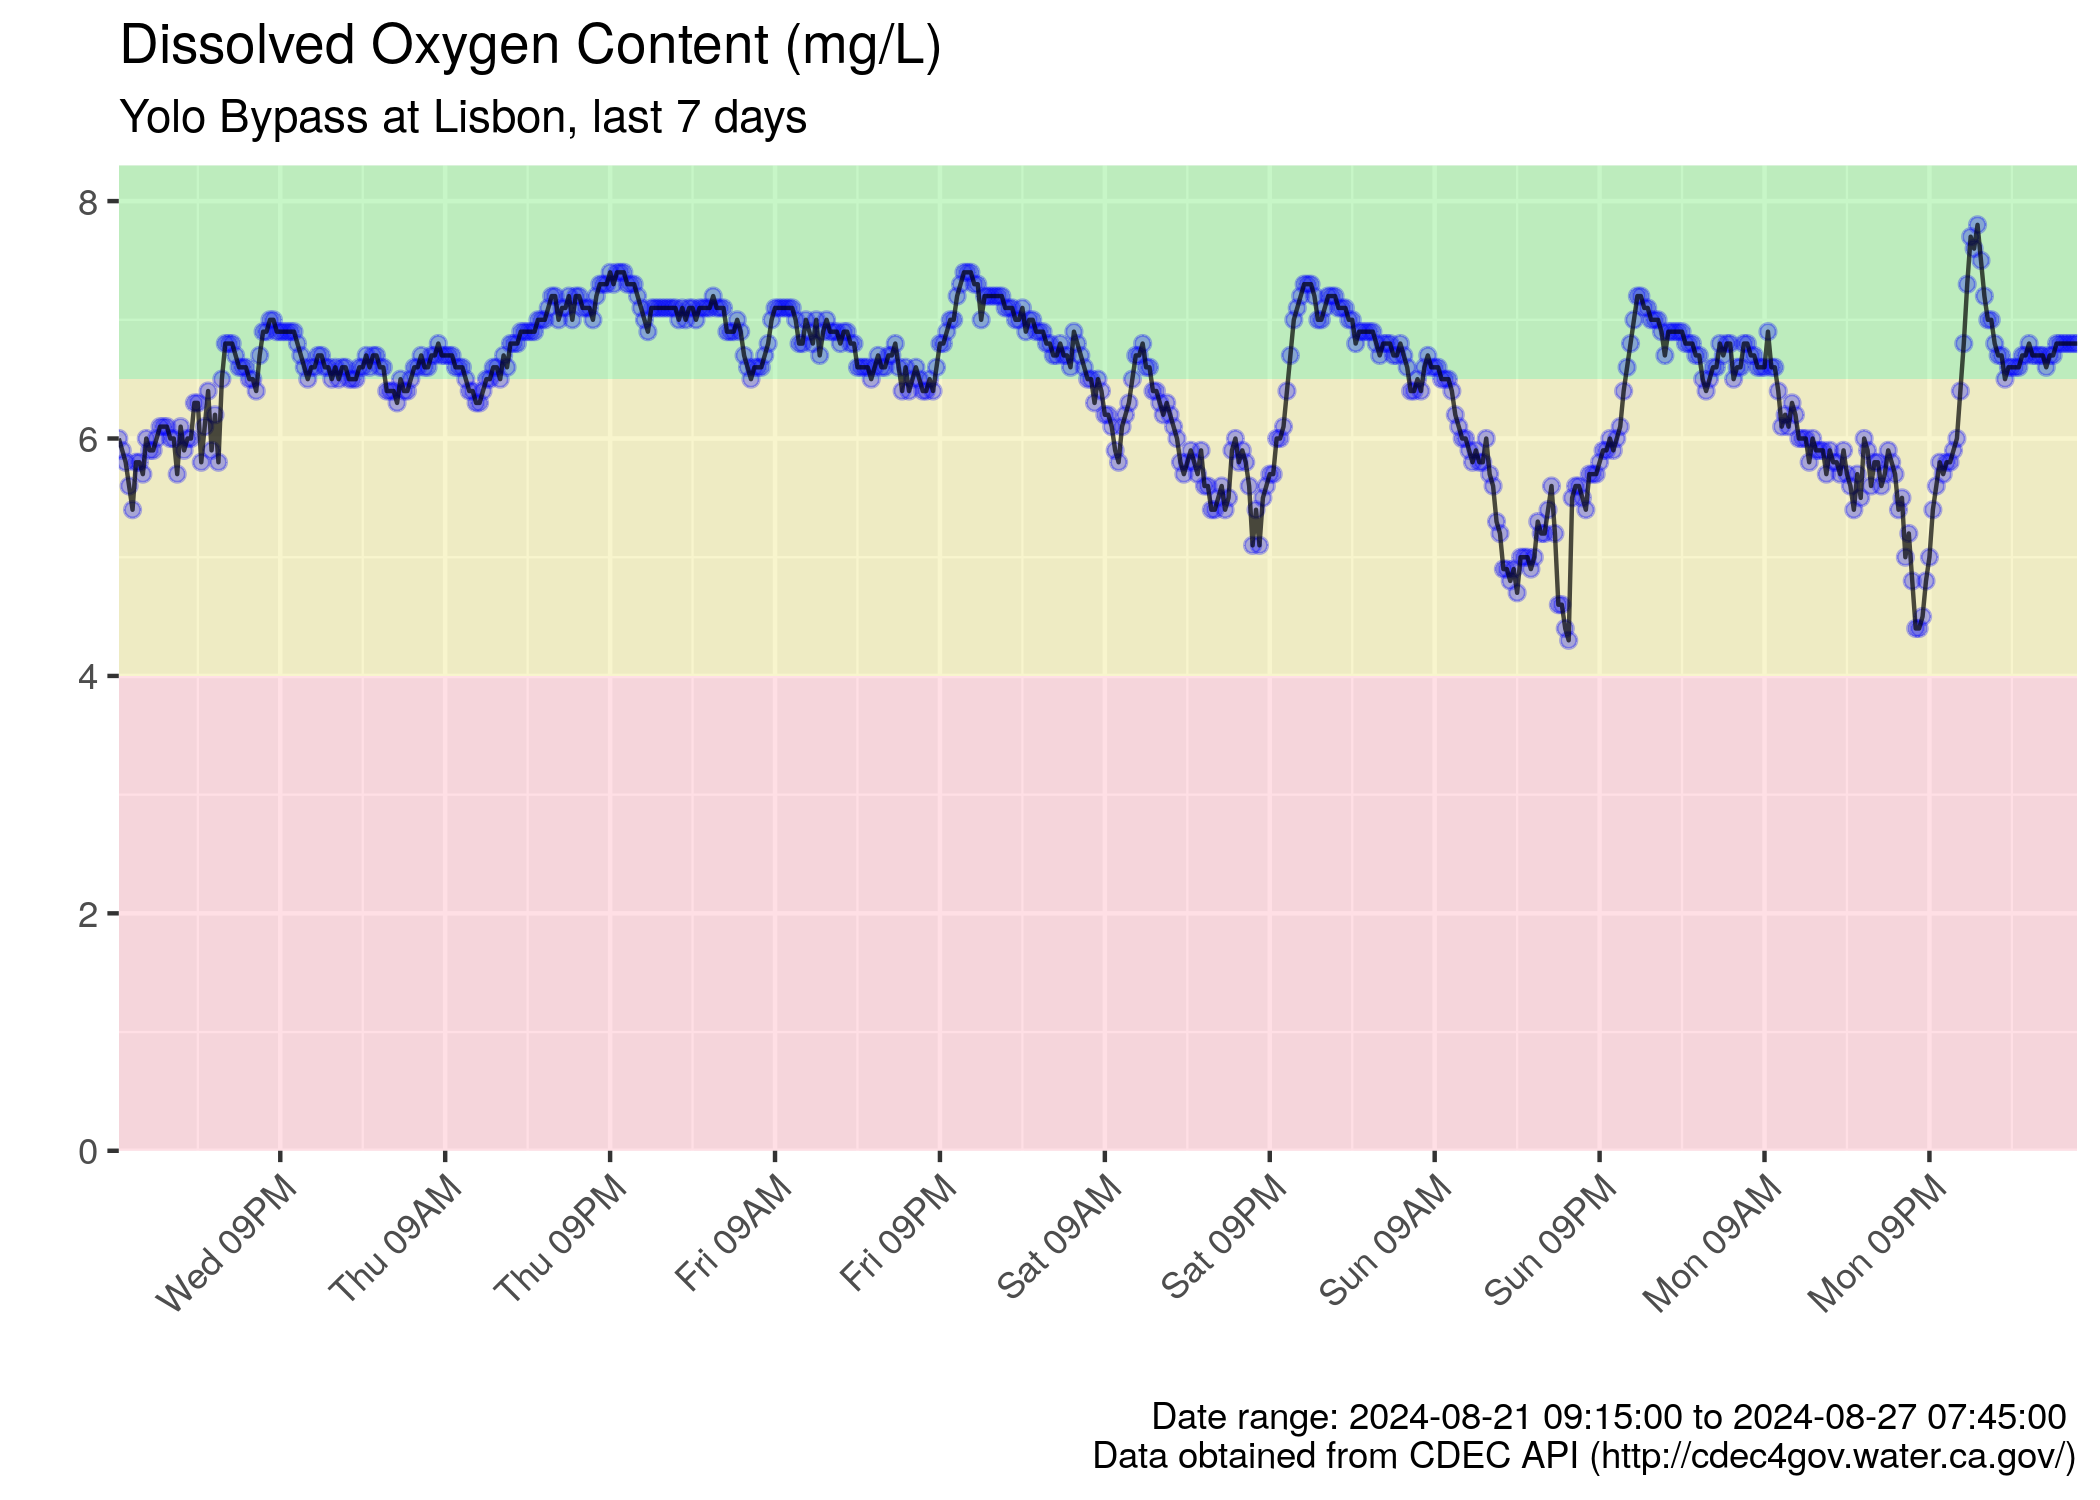 Dissolved Oxygen Content (mg/L)
Yolo Bypass at Lisbon, last 7 days
8
6
4
2
0
Wed 09PM
Thu 09AM
Thu 09PM
Fri 09AM
Fri 09PM
Sat 09AM
Sat 09PM
Sun 09AM
Sun 09PM
Mon 09AM
Mon 09PM
Date range: 2024-08-21 09:15:00 to 2024-08-27 07:45:00
Data obtained from CDEC API (http://cdec4gov.water.ca.gov/)